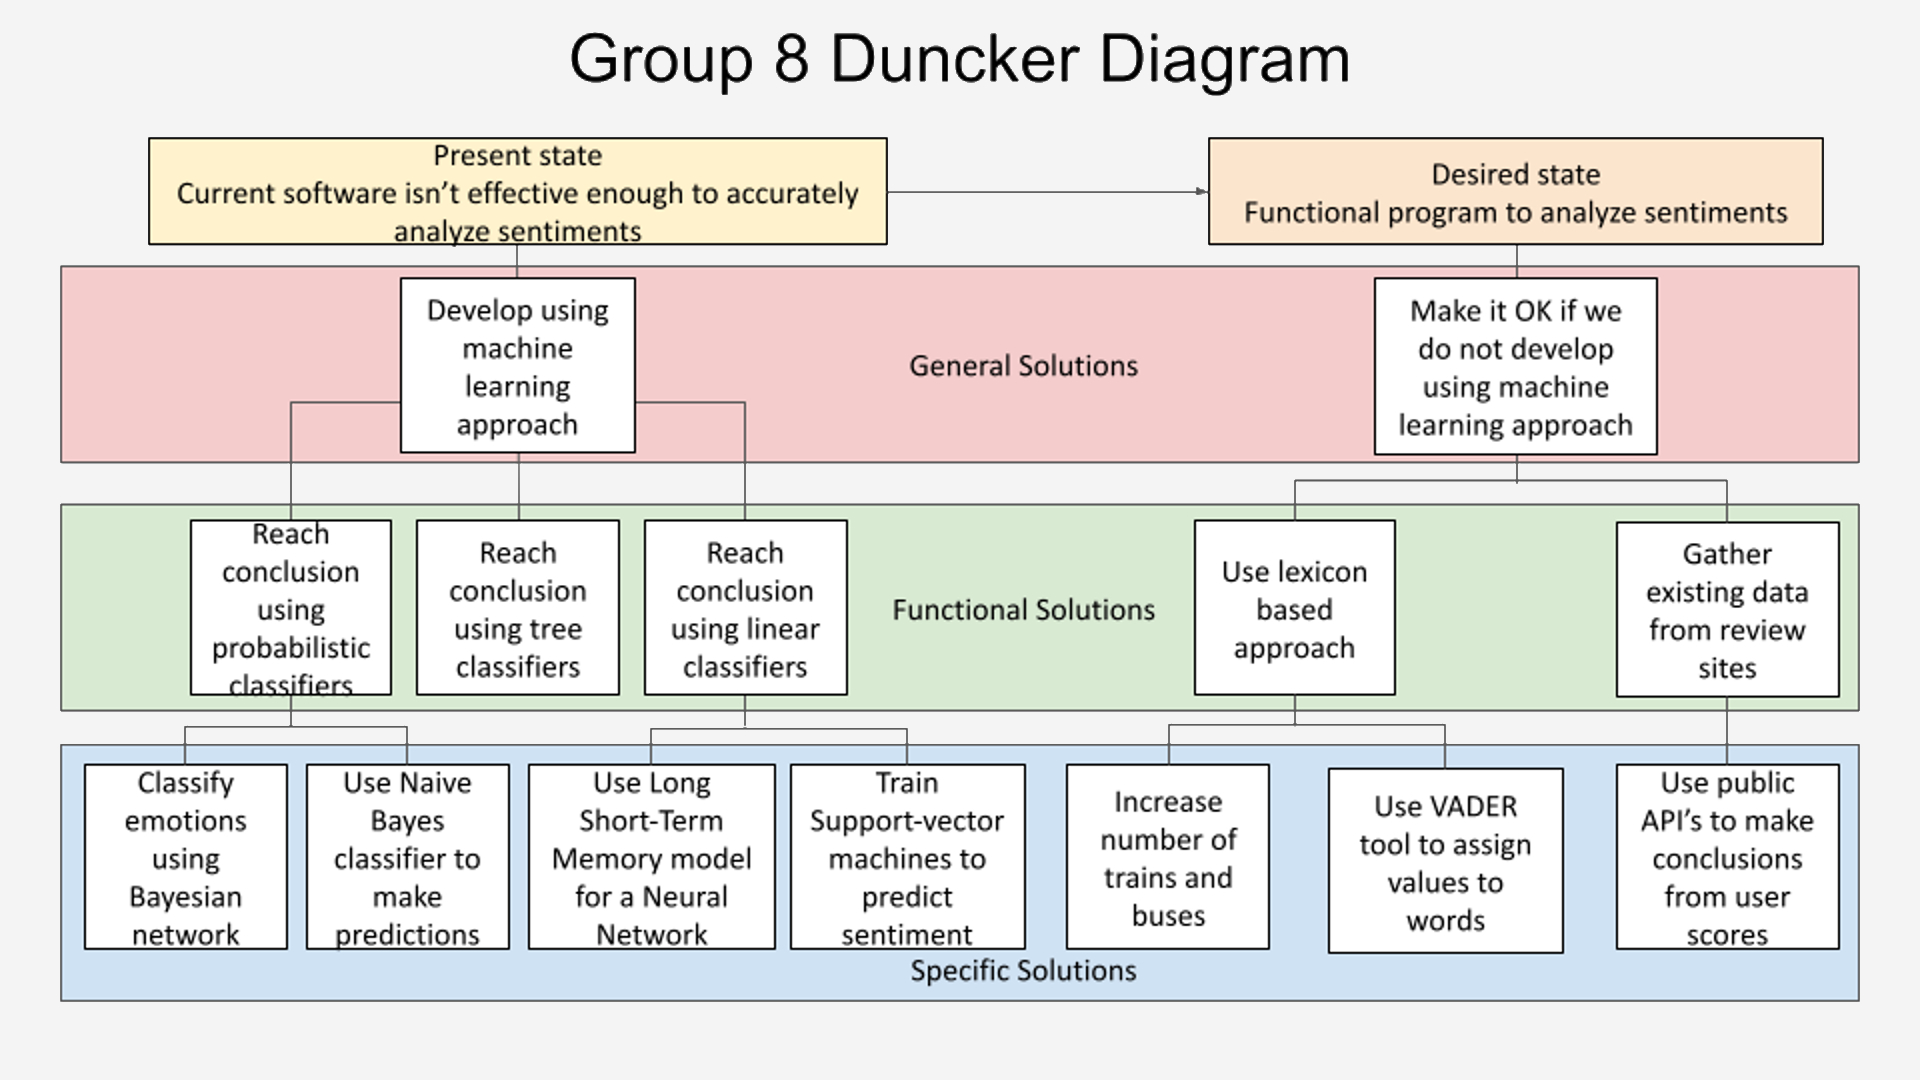 Group 8 Duncker Diagram
Present state
Current software isn't effective enough to accurately
analyze sentiments
Desired state
Functional program to analyze sentiments
Develop using
machine
learning
approach
General Solutions
Make it OK if we
do not develop
using machine
learning approach
Reach
conclusion
using
probabilistic
classifiers
Reach
conclusion
using tree
classifiers
Reach
conclusion
using linear
classifiers
Functional Solutions
Use lexicon
based
approach
Gather
existing data
from review
sites
Classify
emotions
using
Bayesian
network
Use Naive
Bayes
classifier to
make
predictions
Use Long
Short-Term
Memory model
for a Neural
Network
Train
Support-vector
machines to
predict
sentiment
Increase
number of
trains and
buses
Use VADER
tool to assign
values to
words
Use public
API's to make
conclusions
from user
scores
Specific Solutions